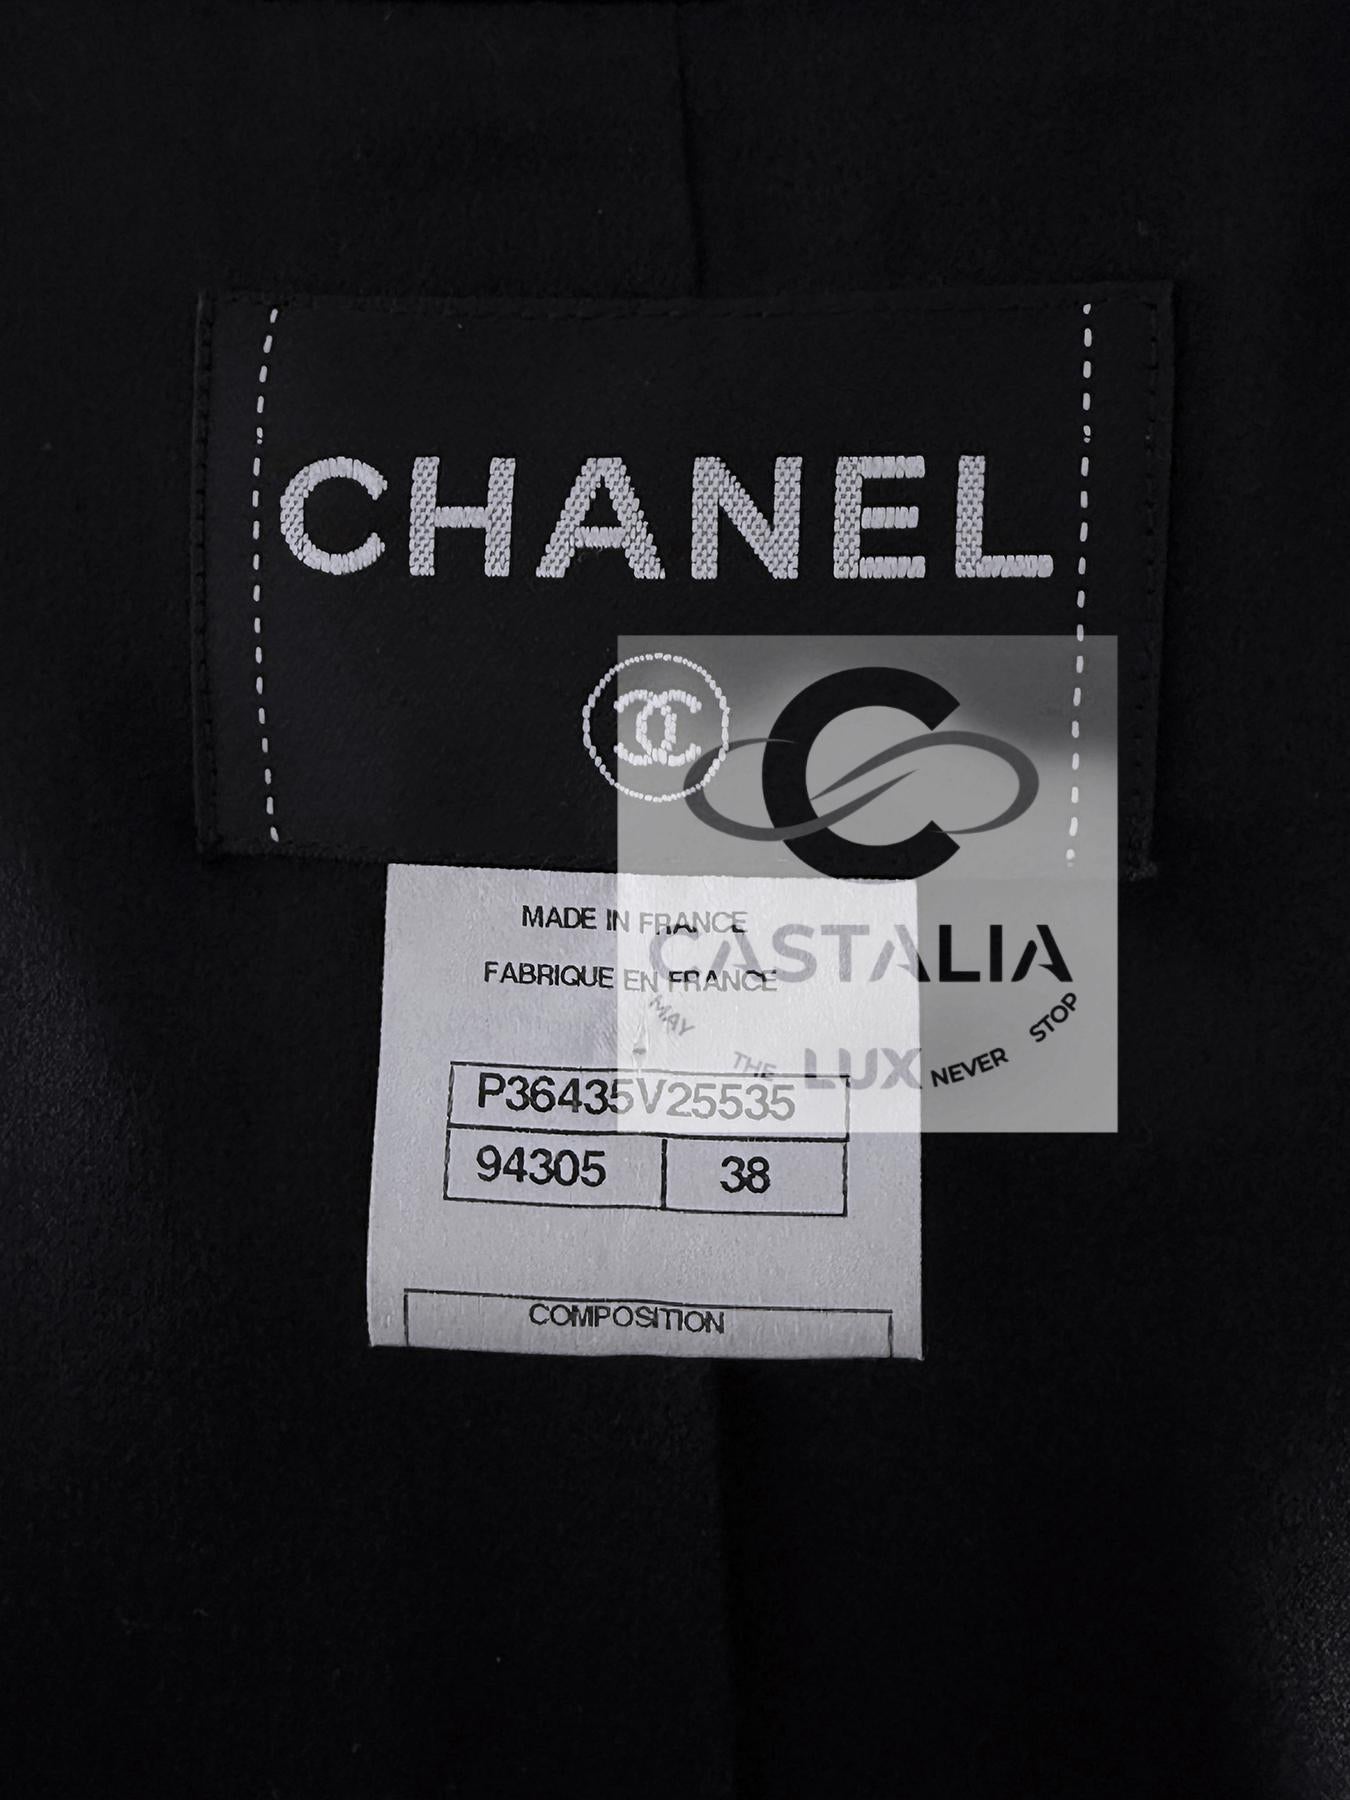 CHANEL
CASTALIA
MAY THE LUX NEVER STOP
MADE IN FRANCE
FABRIQUE EN FRANCE
P36435V25535
94305 38
COMPOSITION